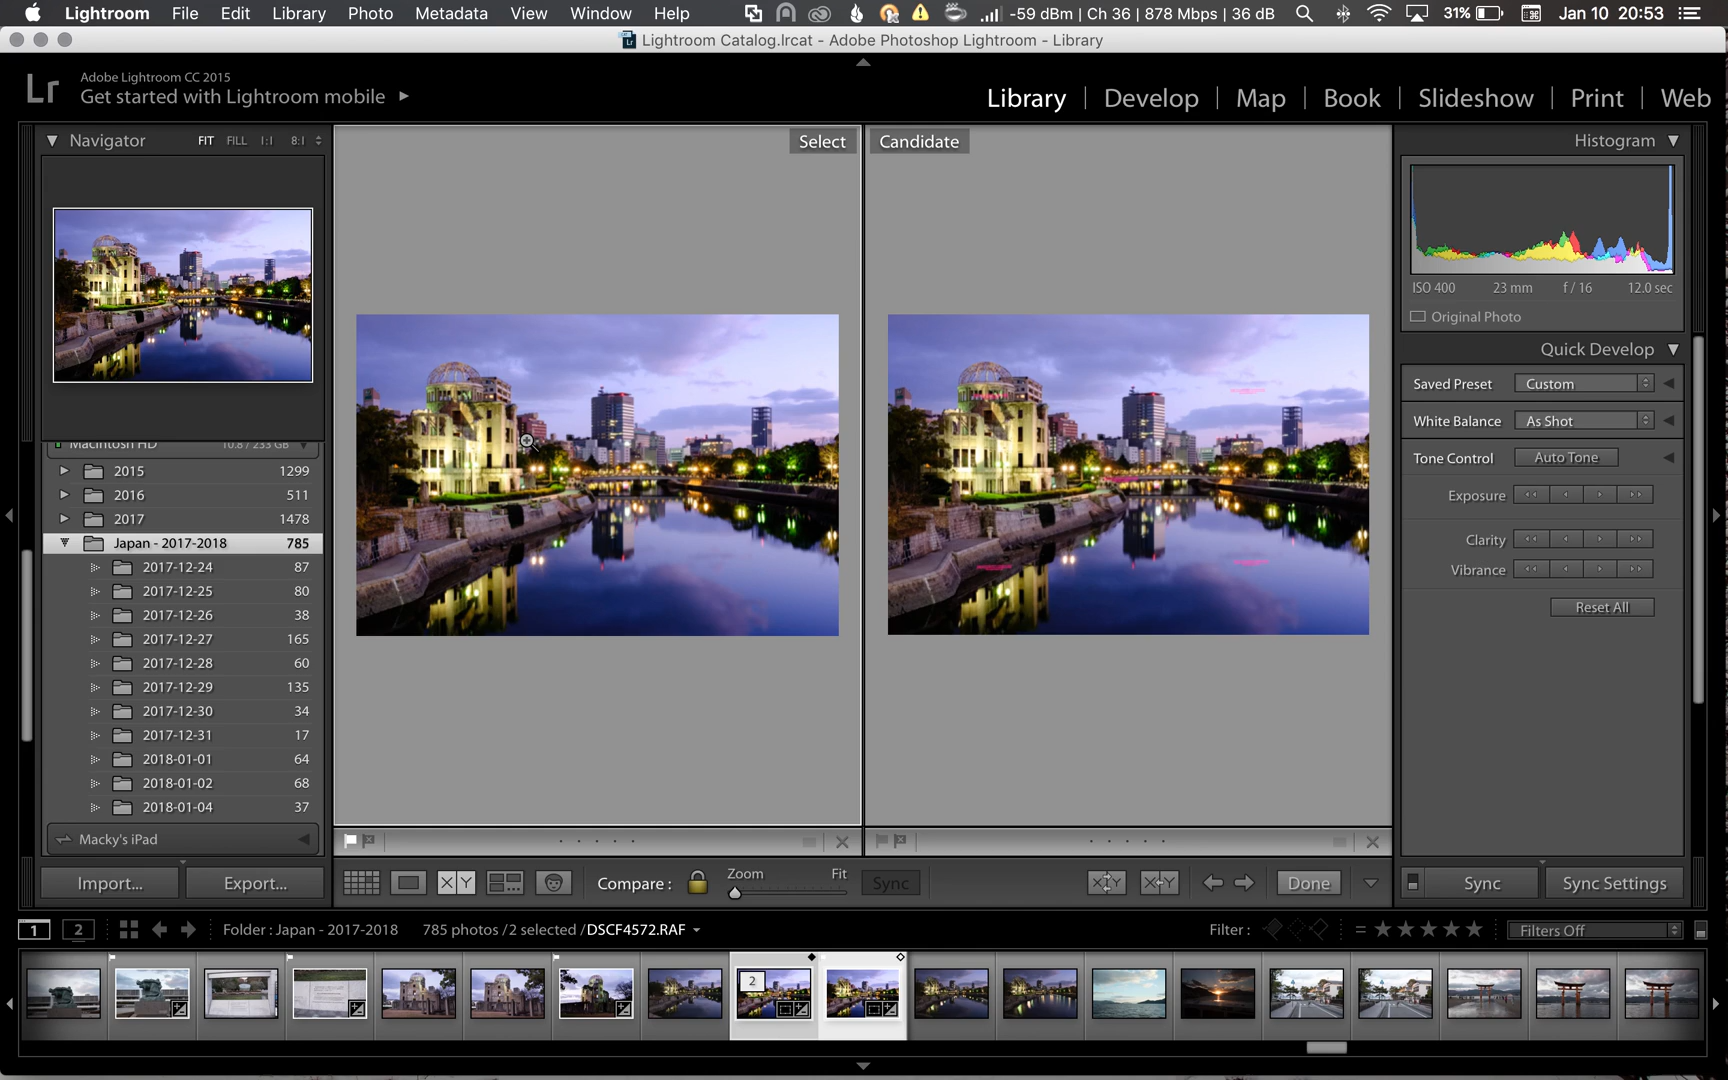 Lightroom File Edit Library Photo Metadata View Window Help -59 dBm | Ch 36 | 878 Mbps | 36 dB 31% Jan 10 20:53
Lightroom Catalog.lrcat - Adobe Photoshop Lightroom - Library
Lr
Adobe Lightroom CC 2015
Get started with Lightroom mobile
Library | Develop | Map | Book | Slideshow | Print | Web
Navigator FIT FILL 1:1 8:1
Select
Candidate
Histogram
ISO 400 23 mm f / 16 12.0 sec
Original Photo
Quick Develop
Saved Preset Custom
White Balance As Shot
Tone Control Auto Tone
Exposure
Clarity
Vibrance
Reset All
Macintosh HD 10.8 / 233 GB
2015 1299
2016 511
2017 1478
Japan - 2017-2018 785
2017-12-24 87
2017-12-25 80
2017-12-26 38
2017-12-27 165
2017-12-28 60
2017-12-29 135
2017-12-30 34
2017-12-31 17
2018-01-01 64
2018-01-02 68
2018-01-04 37
Macky's iPad
Import... Export...
X Y
Compare : Zoom Fit Sync
X Y
X Y
Done
Sync Sync Settings
1 2 Folder : Japan - 2017-2018 785 photos / 2 selected / DSCF4572.RAF Filter : Filters Off
2